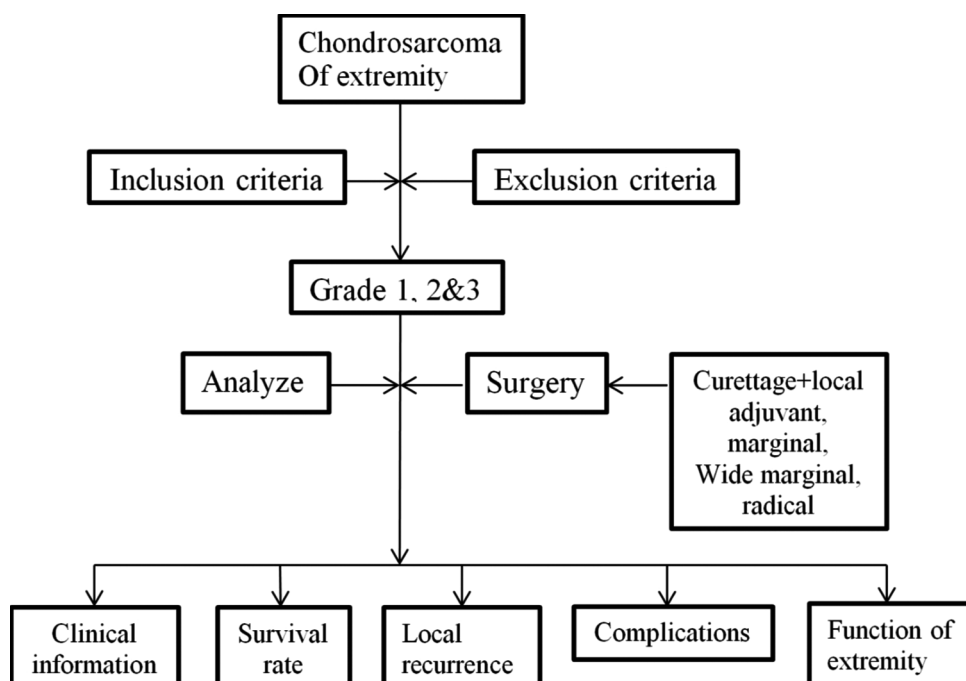 Chondrosarcoma
Of extremity
Inclusion criteria
Exclusion criteria
Grade 1, 2&3
Analyze
Surgery
Curettage+local
adjuvant,
marginal,
Wide marginal,
radical
Clinical
information
Survival
rate
Local
recurrence
Complications
Function of
extremity